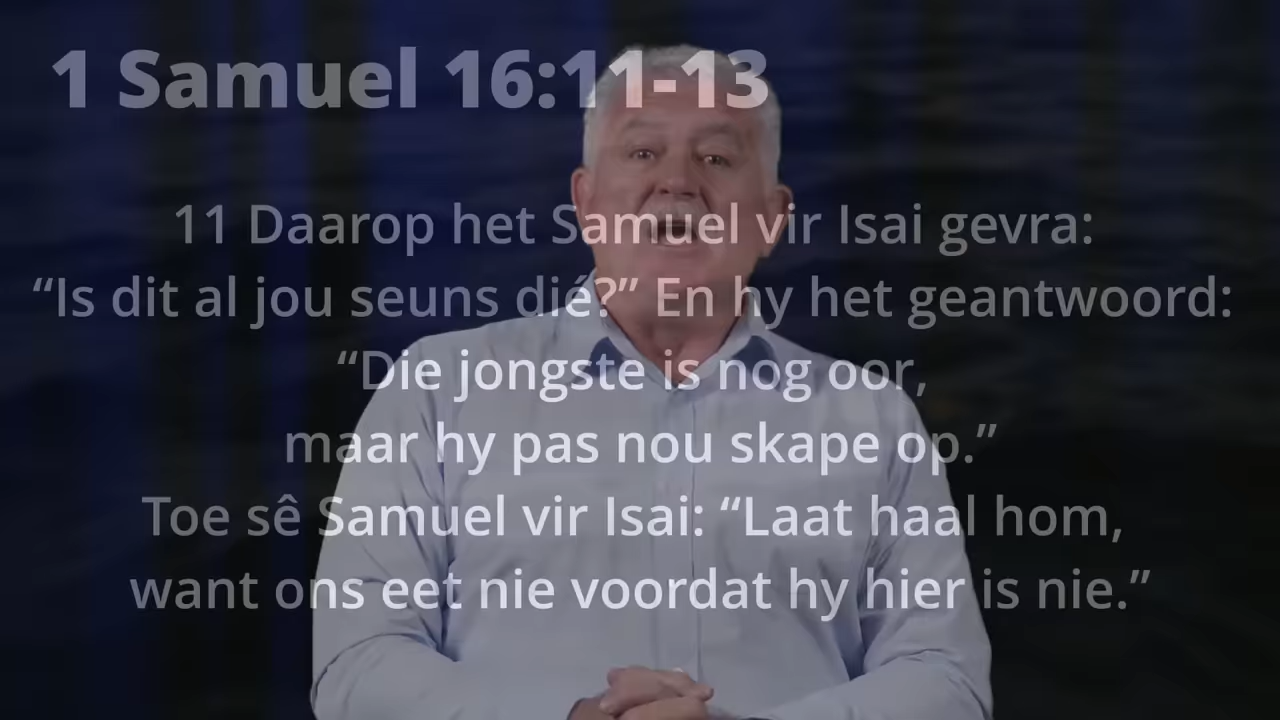 1 Samuel 16:11-13
11 Daarop het Samuel vir Isai gevra:
“Is dit al jou seuns dié?” En hy het geantwoord:
“Die jongste is nog oor,
maar hy pas nou skape op.”
Toe sê Samuel vir Isai: “Laat haal hom,
want ons eet nie voordat hy hier is nie.”